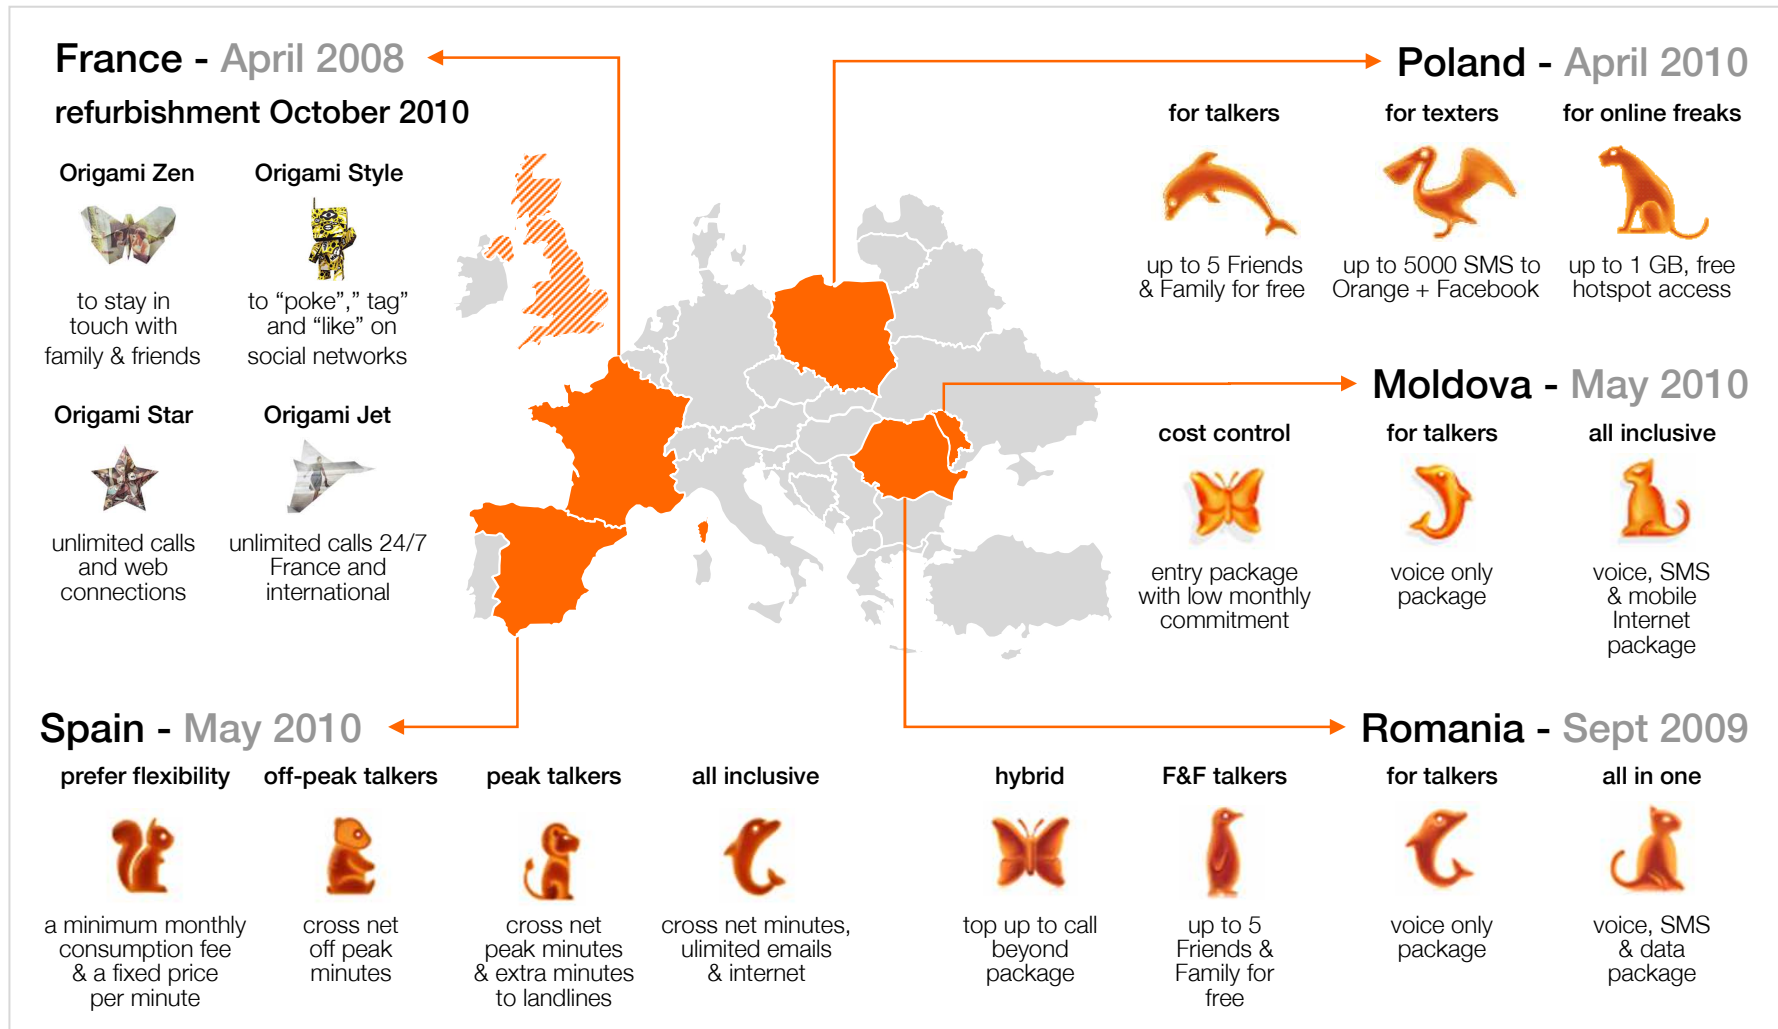 France - April 2008
refurbishment October 2010
Origami Zen
to stay in
touch with
family & friends
Origami Style
to “poke”,” tag”
and “like” on
social networks
Origami Star
unlimited calls
and web
connections
Origami Jet
unlimited calls 24/7
France and
international
Poland - April 2010
for talkers
up to 5 Friends
& Family for free
for texters
up to 5000 SMS to
Orange + Facebook
for online freaks
up to 1 GB, free
hotspot access
Moldova - May 2010
cost control
entry package
with low monthly
commitment
for talkers
voice only
package
all inclusive
voice, SMS
& mobile
Internet
package
Spain - May 2010
prefer flexibility
a minimum monthly
consumption fee
& a fixed price
per minute
off-peak talkers
cross net
off peak
minutes
peak talkers
cross net
peak minutes
& extra minutes
to landlines
all inclusive
cross net minutes,
ulimited emails
& internet
Romania - Sept 2009
hybrid
top up to call
beyond
package
F&F talkers
up to 5
Friends &
Family for
free
for talkers
voice only
package
all in one
voice, SMS
& data
package